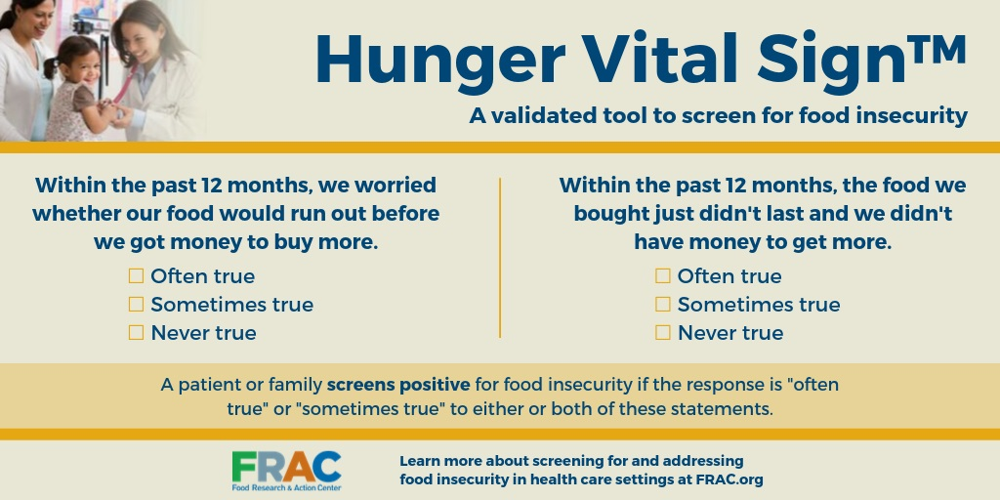 Hunger Vital Sign™
A validated tool to screen for food insecurity
Within the past 12 months, we worried
whether our food would run out before
we got money to buy more.
☐ Often true
☐ Sometimes true
☐ Never true
Within the past 12 months, the food we
bought just didn't last and we didn't
have money to get more.
☐ Often true
☐ Sometimes true
☐ Never true
A patient or family screens positive for food insecurity if the response is "often
true" or "sometimes true" to either or both of these statements.
FRAC
Food Research & Action Center
Learn more about screening for and addressing
food insecurity in health care settings at FRAC.org